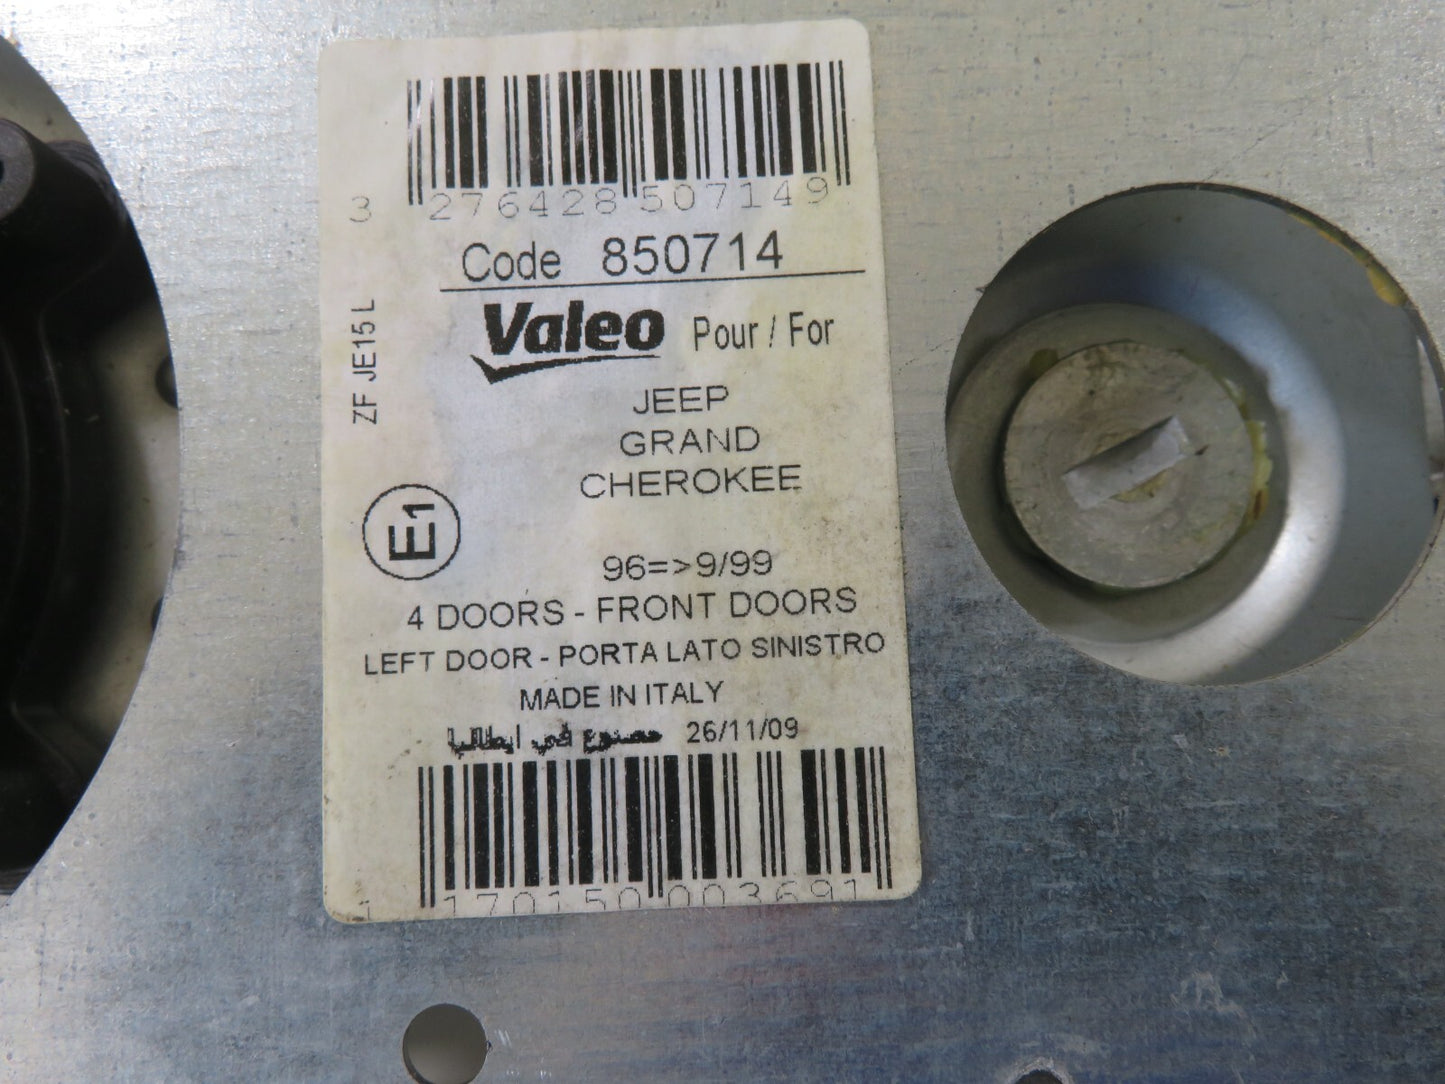 3 276428 507149
Code 850714
Valeo Pour / For
ZF JE15 L
JEEP
GRAND
CHEROKEE
E1
96=>9/99
4 DOORS - FRONT DOORS
LEFT DOOR - PORTA LATO SINISTRO
MADE IN ITALY
مصنوع في ايطاليا 26/11/09
1 170150 003691